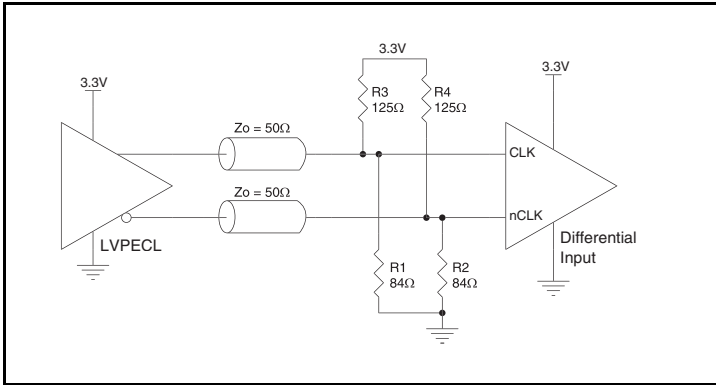 3.3V
3.3V
3.3V
R3
125Ω
R4
125Ω
Zo = 50Ω
CLK
Zo = 50Ω
nCLK
LVPECL
Differential
Input
R1
84Ω
R2
84Ω